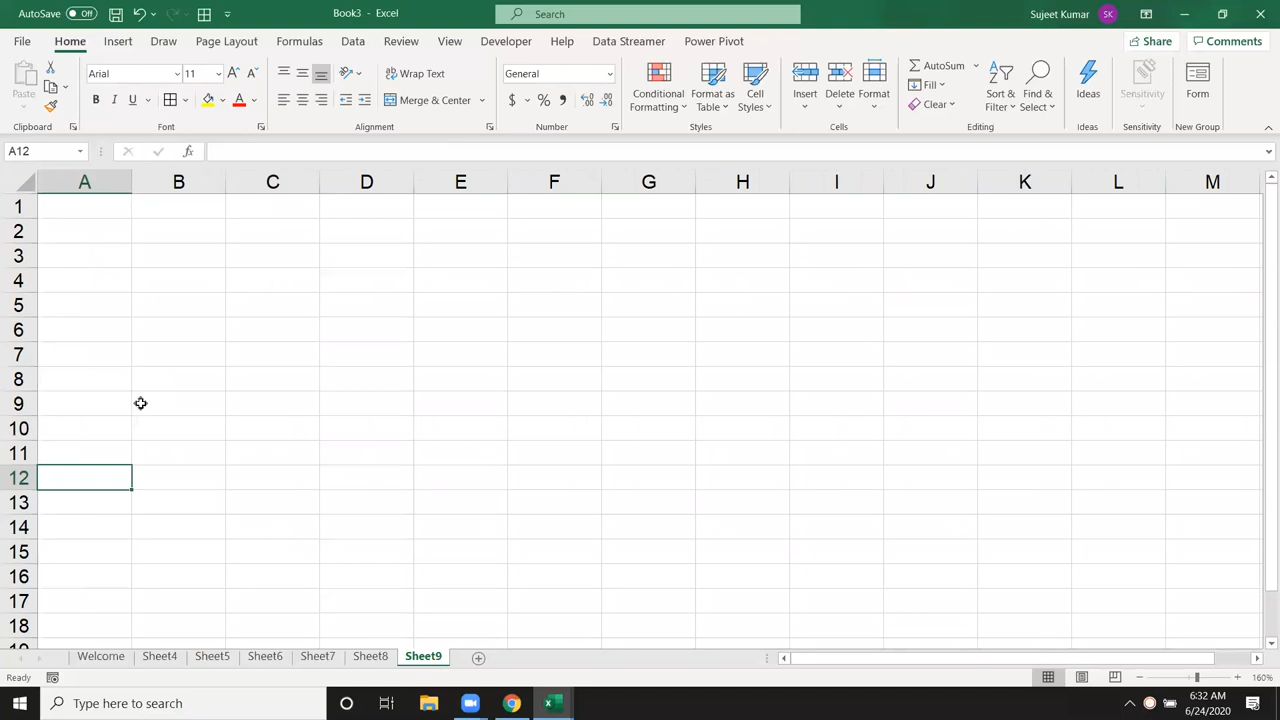 AutoSave Off Book3 - Excel Search Sujeet Kumar SK
File Home Insert Draw Page Layout Formulas Data Review View Developer Help Data Streamer Power Pivot Share Comments
Paste Arial 11 A A Wrap Text General AutoSum
B I U A Merge & Center $ % Conditional Formatting Format as Table Cell Styles Insert Delete Format Fill Clear Sort & Filter Find & Select Ideas Sensitivity Form
Clipboard Font Alignment Number Styles Cells Editing Ideas Sensitivity New Group
A12 fx
A B C D E F G H I J K L M
1
2
3
4
5
6
7
8
9
10
11
12
13
14
15
16
17
18
19
Welcome Sheet4 Sheet5 Sheet6 Sheet7 Sheet8 Sheet9
Ready 160%
Type here to search 6:32 AM
6/24/2020